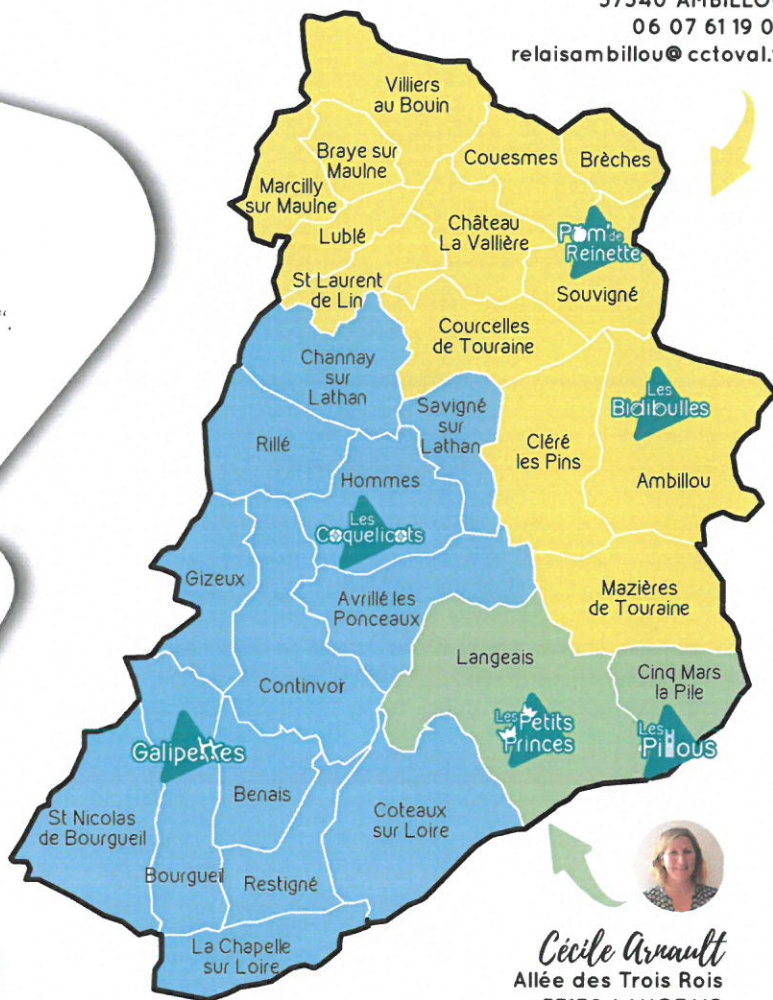 06 07 61 19 0
relaisambillou@cctoval.
Villiers
au Bouin
Braye sur
Maulne
Couesmes
Brèches
Marcilly
sur Maulne
Lublé
Château
La Vallière
Pom' de
Reinette
St Laurent
de Lin
Souvigné
Courcelles
de Touraine
Channay
sur
Lathan
Savigné
sur
Lathan
Les
Bidibulles
Rillé
Cléré
les Pins
Hommes
Ambillou
Les
Coquelicots
Gizeux
Avrillé les
Ponceaux
Mazières
de Touraine
Langeais
Cinq Mars
la Pile
Continvoir
Les Petits
Princes
Les
Pilous
Galipettes
Benais
St Nicolas
de Bourgueil
Coteaux
sur Loire
Bourgueil
Restigné
La Chapelle
sur Loire
Cécile Arnault
Allée des Trois Rois